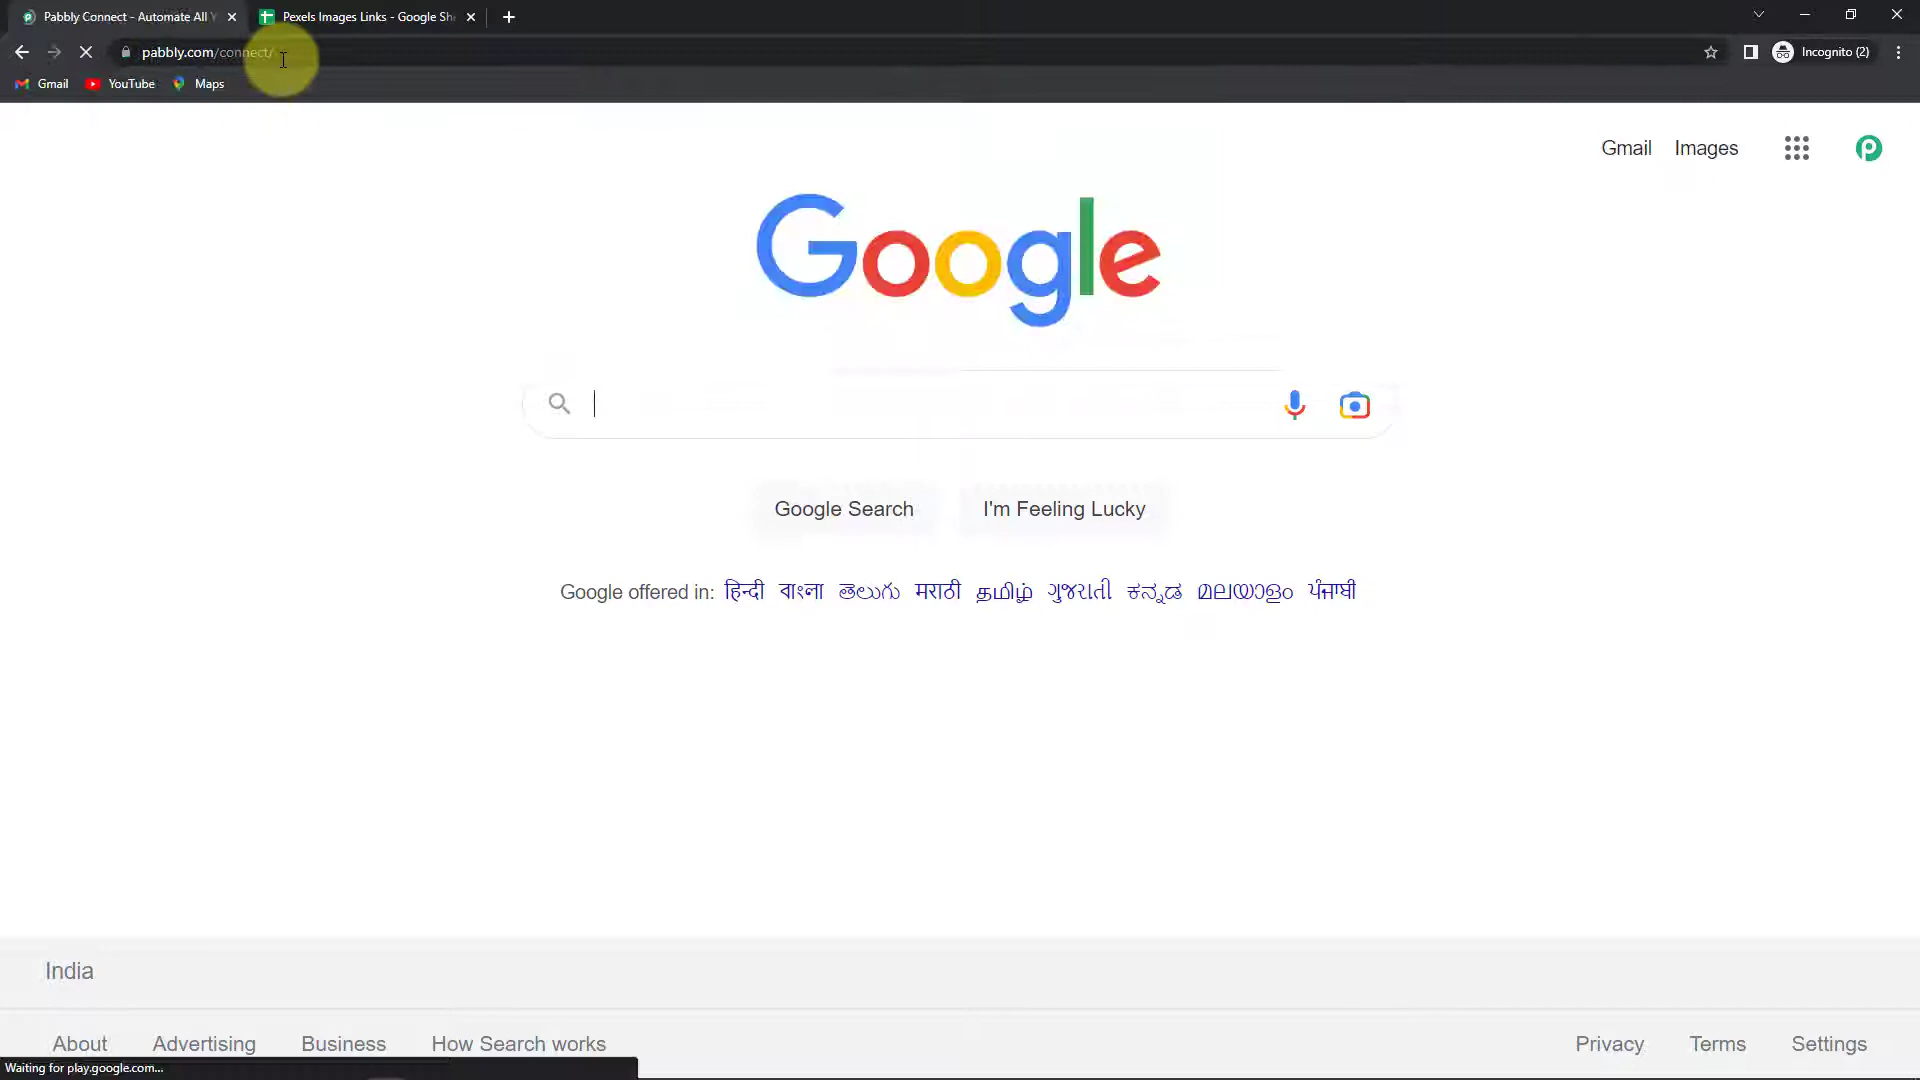 Pabbly Connect - Automate All Y
Pexels Images Links - Google She
pabbly.com/connect/
Incognito (2)
Gmail
YouTube
Maps
Gmail
Images
Google
Google Search
I'm Feeling Lucky
Google offered in: हिन्दी বাংলা తెలుగు मराठी தமிழ் ગુજરાતી ಕನ್ನಡ മലയാളം ਪੰਜਾਬੀ
India
About
Advertising
Business
How Search works
Privacy
Terms
Settings
Waiting for play.google.com...